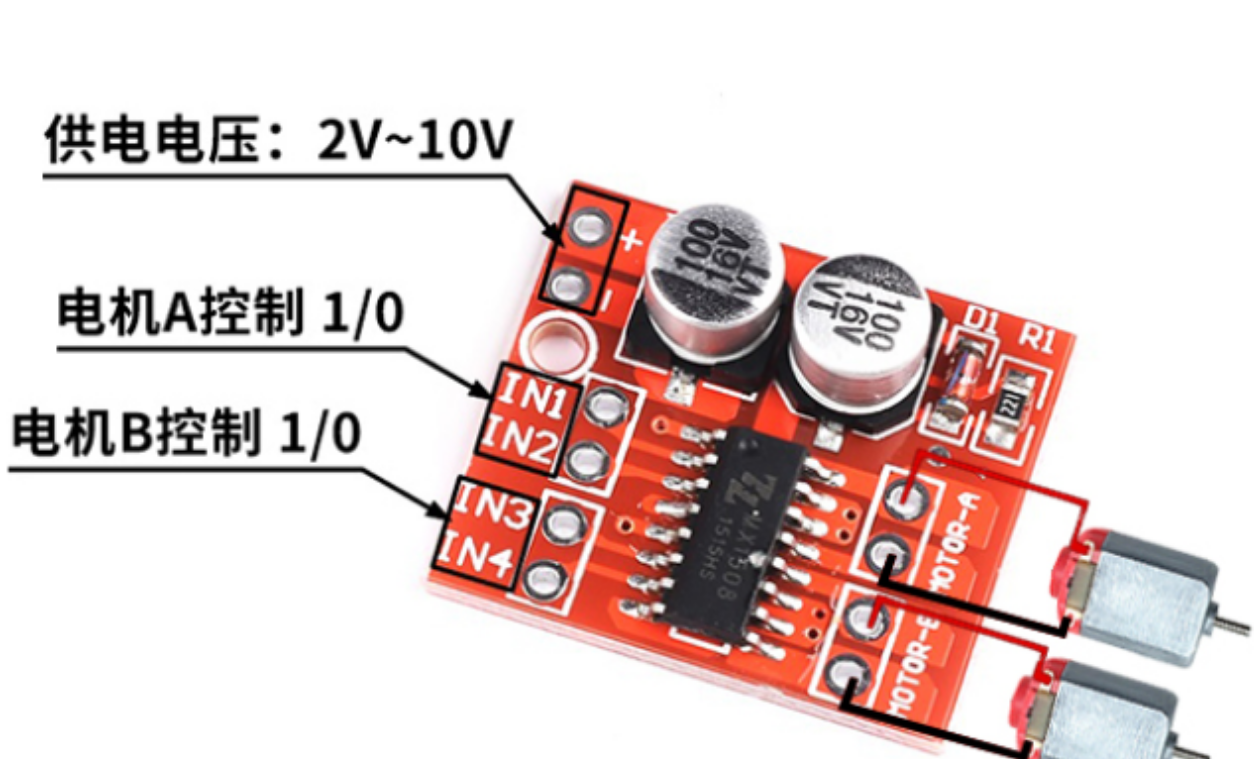 供电电压：2V~10V
+
-
100
16V
VT
100
16V
VT
D1
R1
221
电机A控制 1/0
IN1
IN2
电机B控制 1/0
IN3
IN4
MX1508
1515HS
MOTOR-A
MOTOR-B